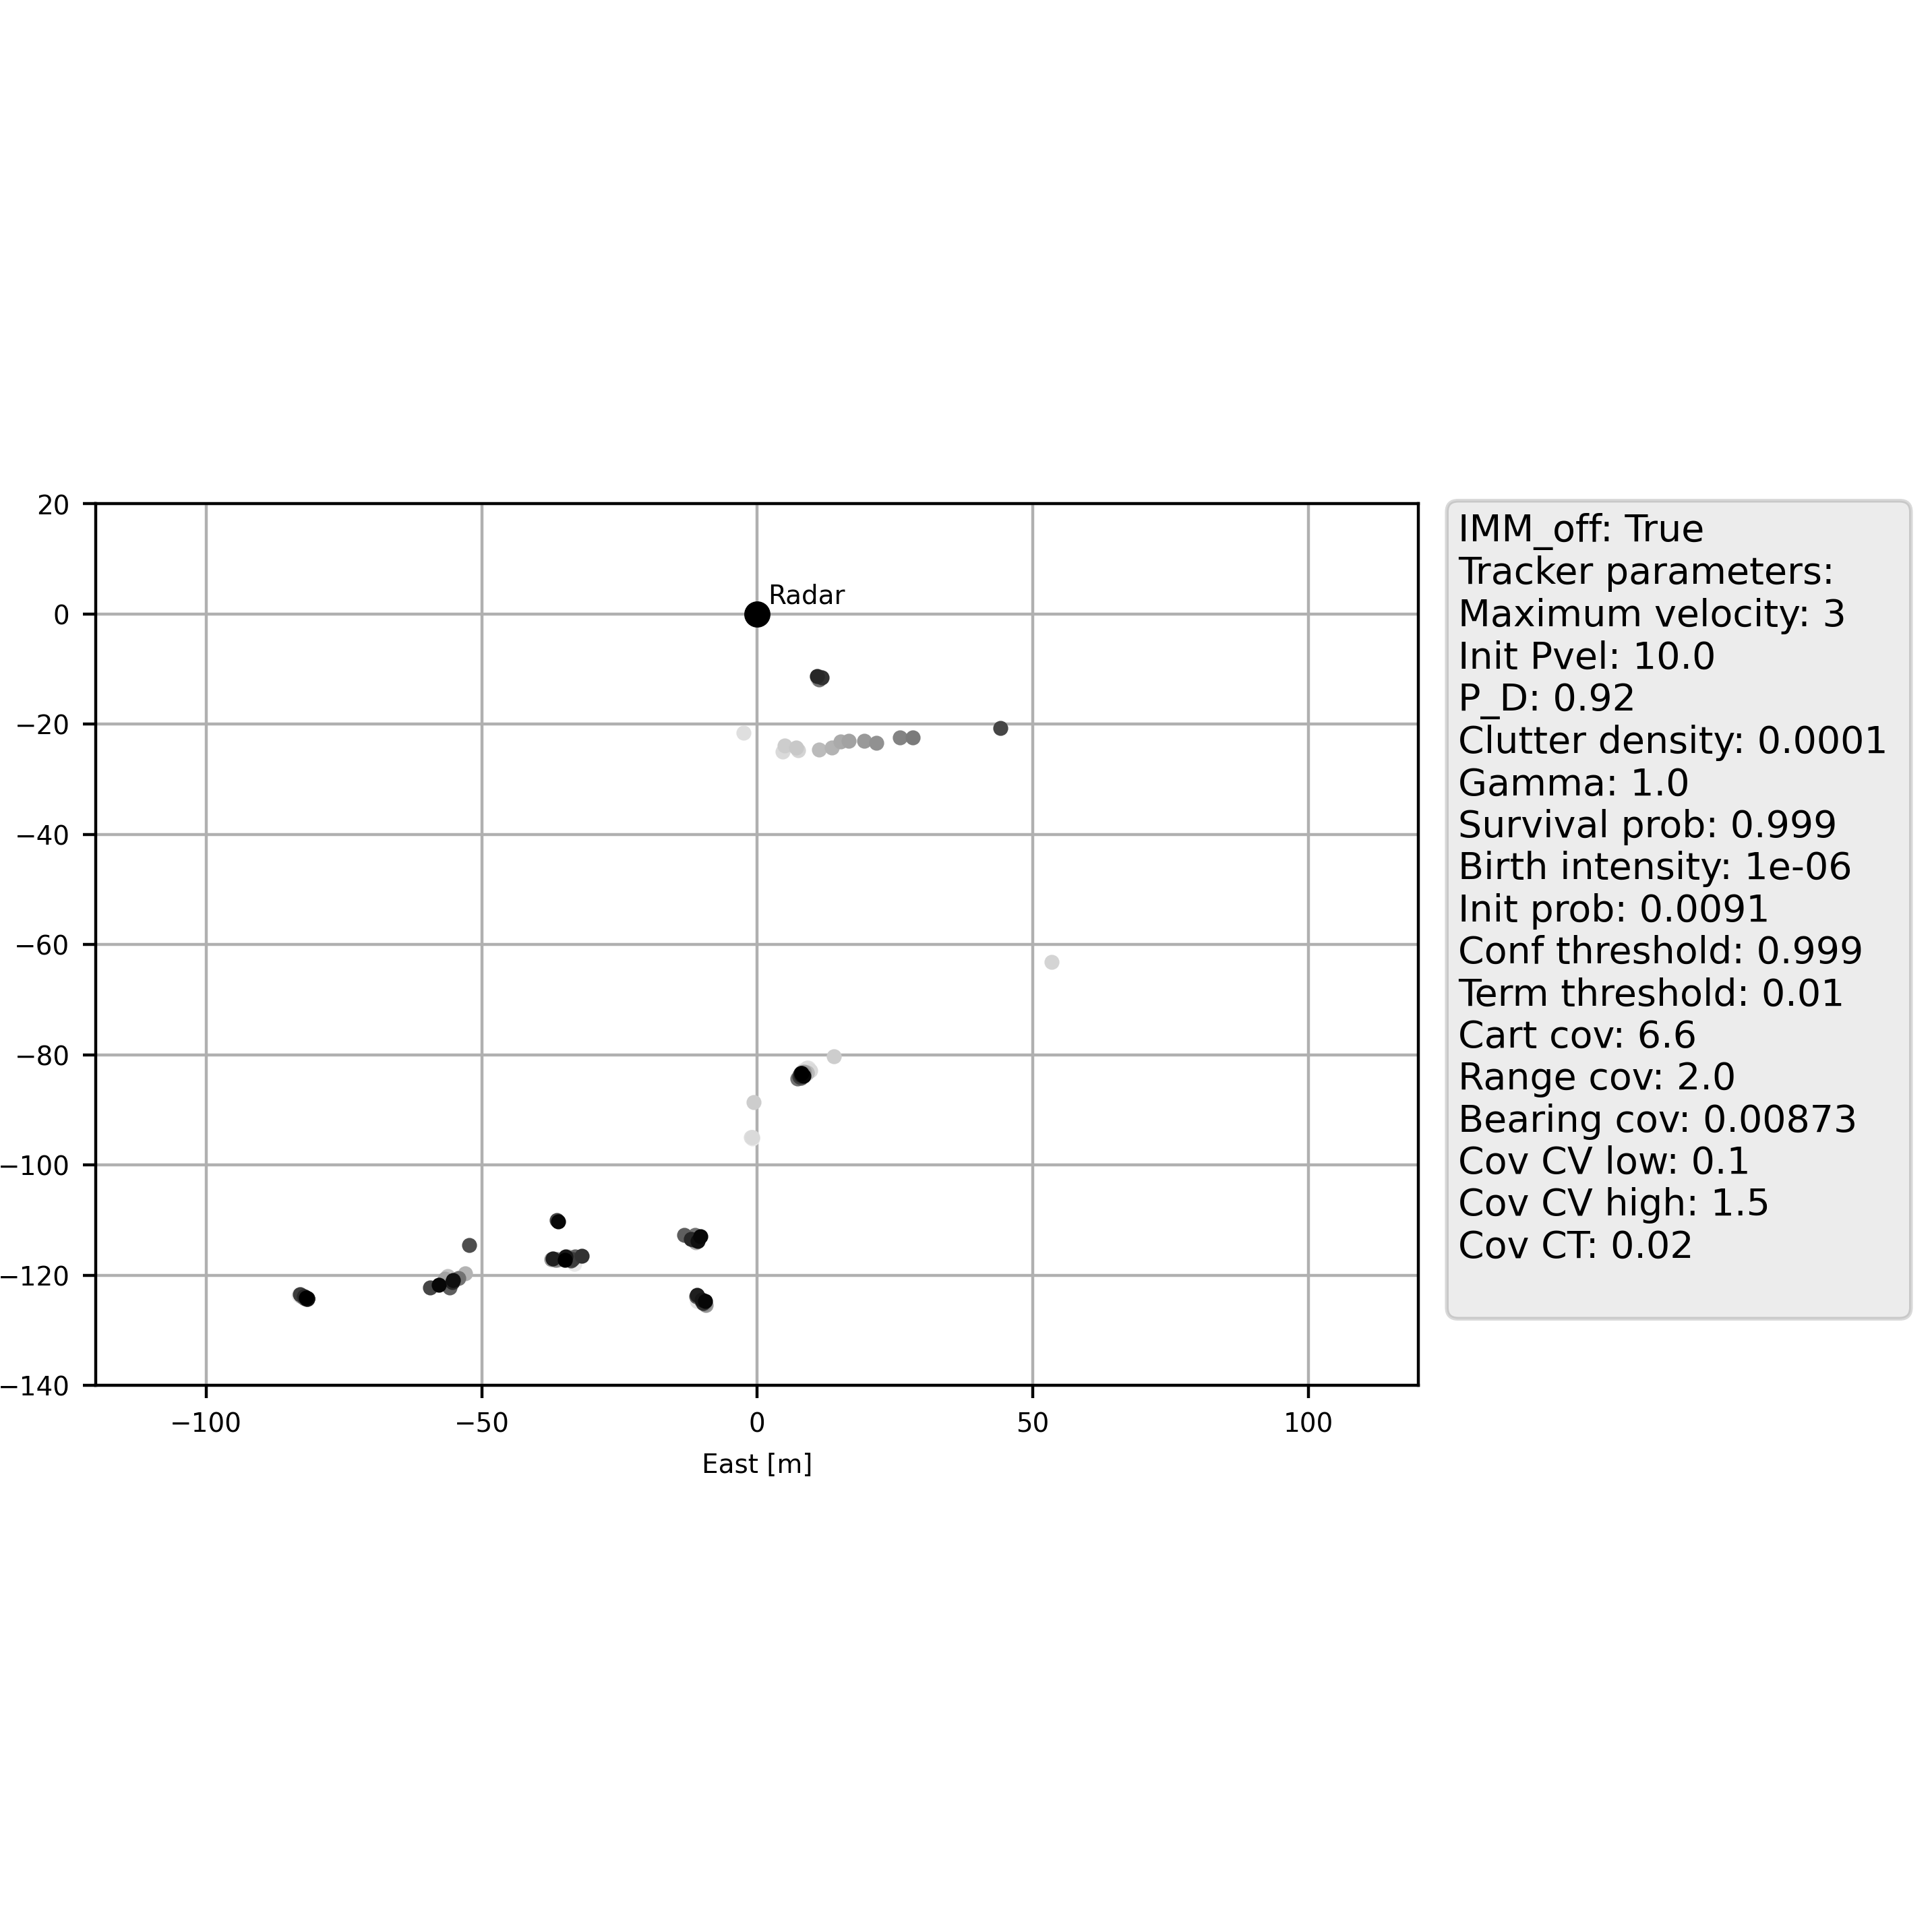 20
0
−20
−40
−60
−80
−100
−120
−140
Radar
−100
−50
0
50
100
East [m]
IMM_off: True
Tracker parameters:
Maximum velocity: 3
Init Pvel: 10.0
P_D: 0.92
Clutter density: 0.0001
Gamma: 1.0
Survival prob: 0.999
Birth intensity: 1e-06
Init prob: 0.0091
Conf threshold: 0.999
Term threshold: 0.01
Cart cov: 6.6
Range cov: 2.0
Bearing cov: 0.00873
Cov CV low: 0.1
Cov CV high: 1.5
Cov CT: 0.02